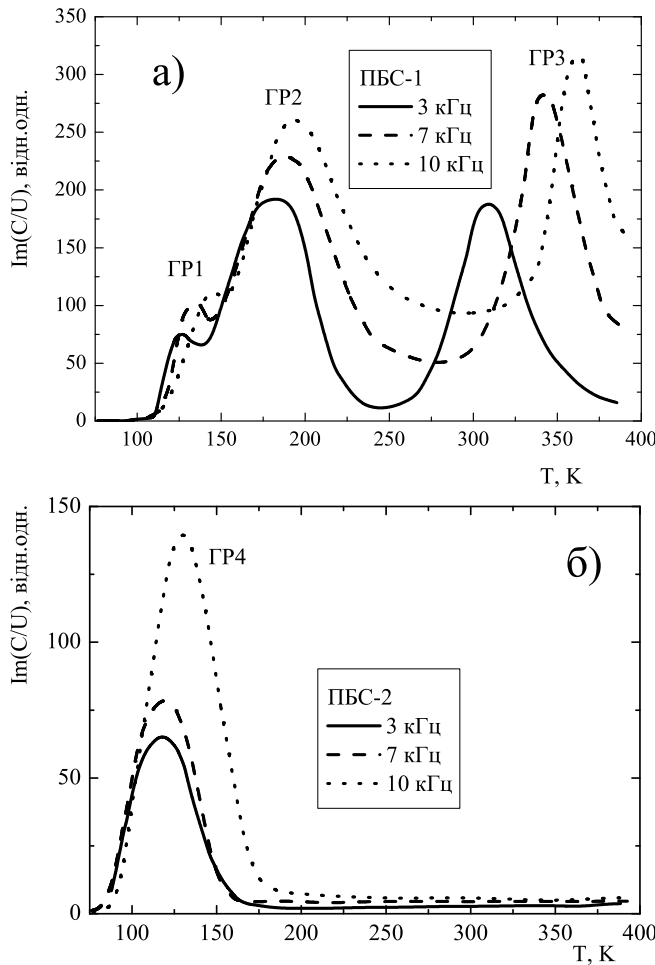 350
300
250
200
150
100
50
0
Im(C/U), відн.одн.
а)
ГР1
ГР2
ГР3
ПБС-1
3 кГц
7 кГц
10 кГц
100 150 200 250 300 350 400
T, K
150
100
50
0
Im(C/U), відн.одн.
ГР4
б)
ПБС-2
3 кГц
7 кГц
10 кГц
100 150 200 250 300 350 400
T, K